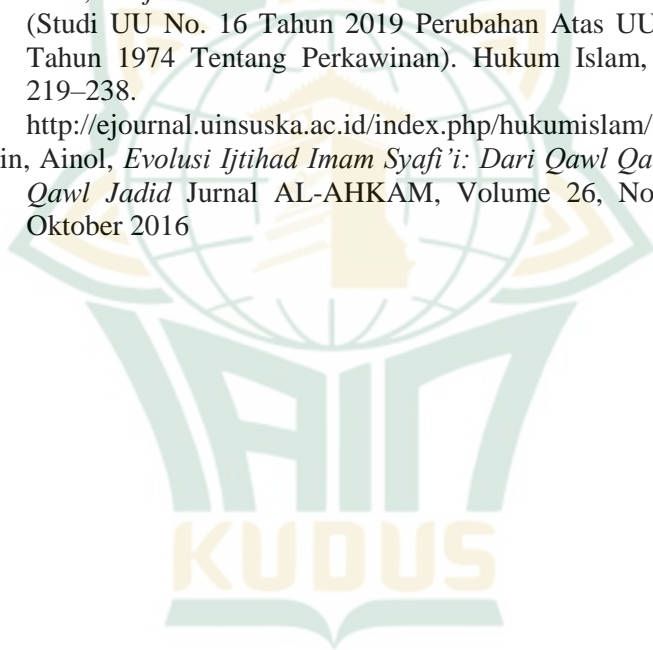 (Studi UU No. 16 Tahun 2019 Perubahan Atas UU
Tahun 1974 Tentang Perkawinan). Hukum Islam,
219–238.
http://ejournal.uinsuska.ac.id/index.php/hukumislam/
in, Ainol, Evolusi Ijtihad Imam Syafi’i: Dari Qawl Qa
Qawl Jadid Jurnal AL-AHKAM, Volume 26, No
Oktober 2016
IAIN
KUDUS